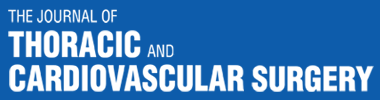 THE JOURNAL OF
THORACIC AND
CARDIOVASCULAR SURGERY